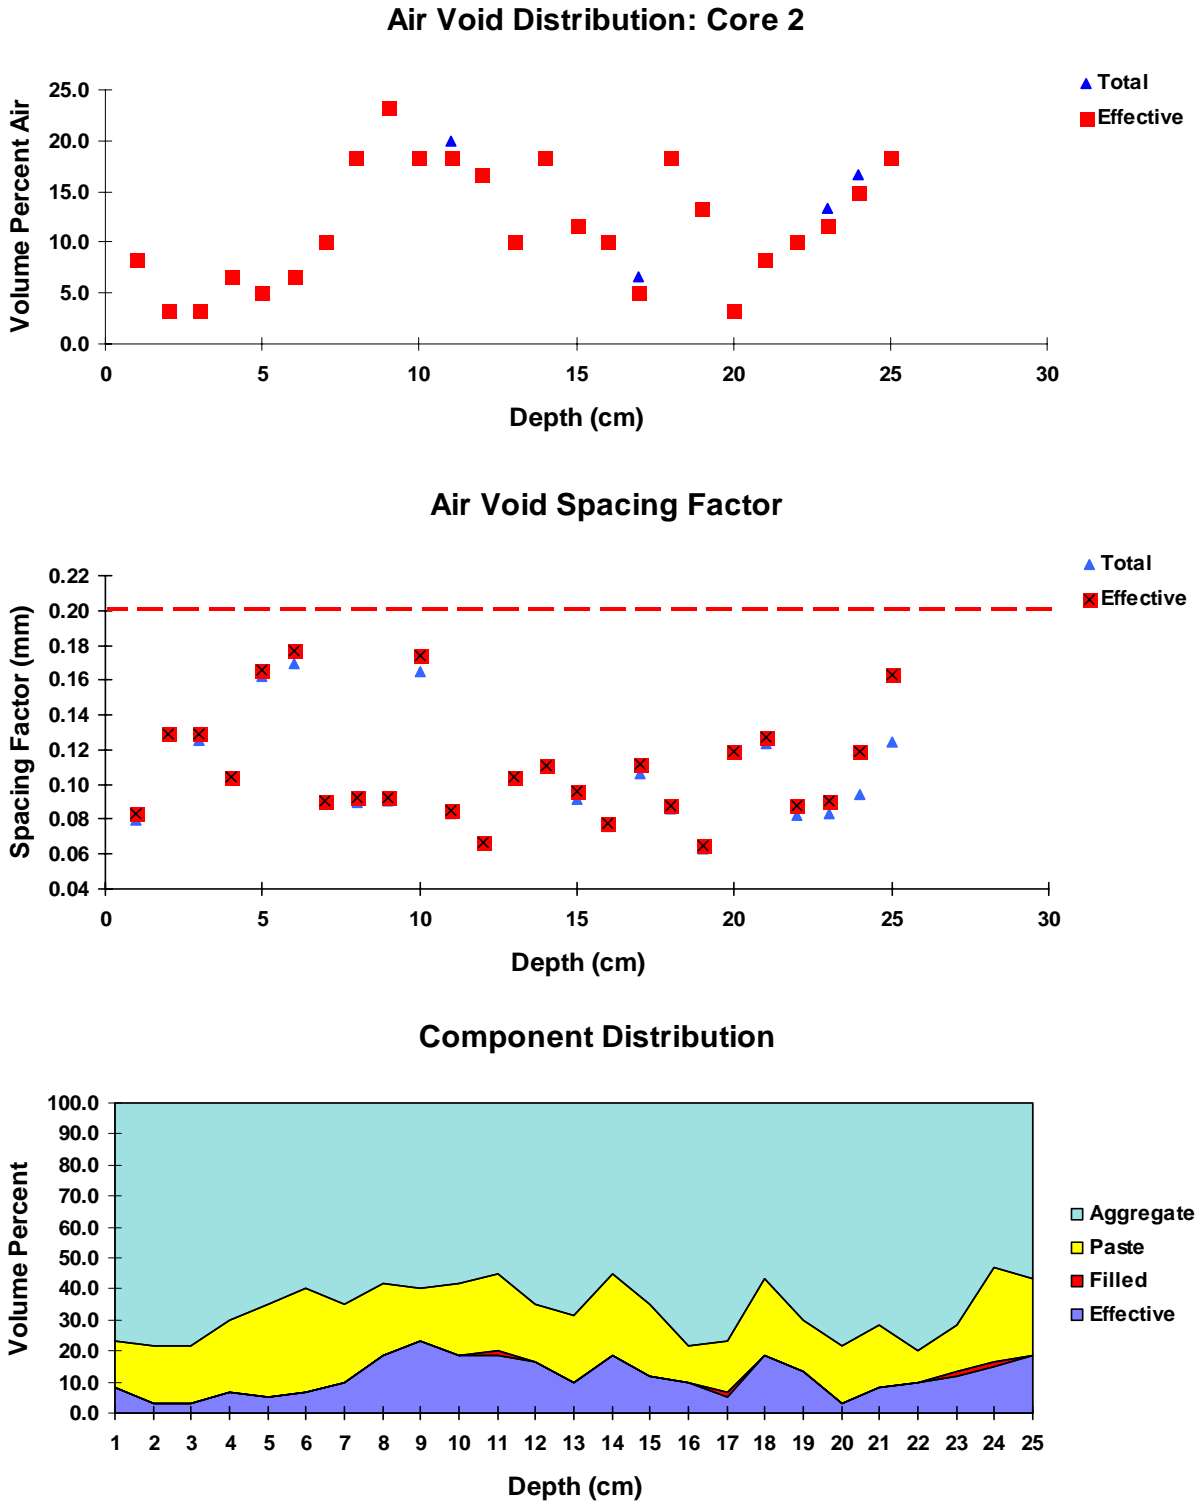 Air Void Distribution: Core 2
Total
Effective
Volume Percent Air
25.0
20.0
15.0
10.0
5.0
0.0
0 5 10 15 20 25 30
Depth (cm)
Air Void Spacing Factor
Total
Effective
Spacing Factor (mm)
0.22
0.20
0.18
0.16
0.14
0.12
0.10
0.08
0.06
0.04
0 5 10 15 20 25 30
Depth (cm)
Component Distribution
Volume Percent
100.0
90.0
80.0
70.0
60.0
50.0
40.0
30.0
20.0
10.0
0.0
1 2 3 4 5 6 7 8 9 10 11 12 13 14 15 16 17 18 19 20 21 22 23 24 25
Depth (cm)
Aggregate
Paste
Filled
Effective